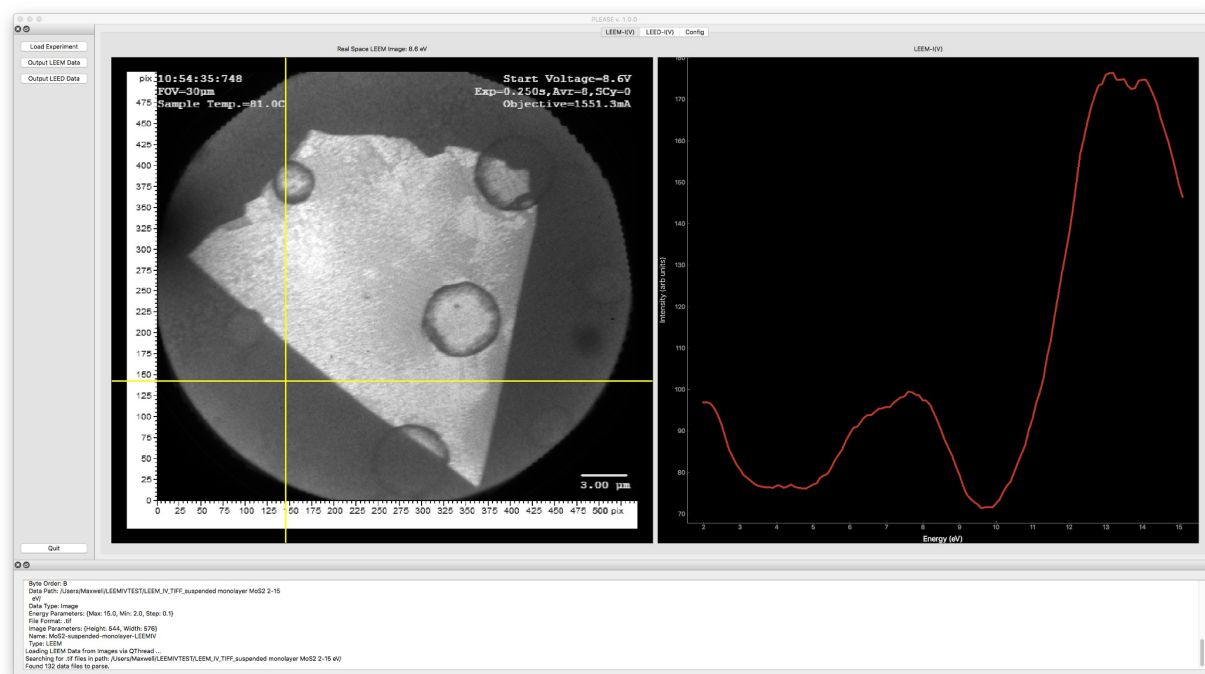 PLEASE v. 1.0.0
LEEM-I(V) LEED-I(V) Config
Load Experiment
Output LEEM Data
Output LEED Data
Quit
Real Space LEEM Image: 8.6 eV
pix
10:54:35:748
FOV=30µm
Sample Temp.=81.0C
Start Voltage=8.6V
Exp=0.250s,Avr=8,SCy=0
Objective=1551.3mA
475
450
425
400
375
350
325
300
275
250
225
200
175
150
125
100
75
50
25
0
0 25 50 75 100 125 150 175 200 225 250 275 300 325 350 375 400 425 450 475 500 pix
3.00 µm
LEEM-I(V)
Intensity (arb units)
180
170
160
150
140
130
120
110
100
90
80
70
2 3 4 5 6 7 8 9 10 11 12 13 14 15
Energy (eV)
Byte Order: B
Data Path: /Users/Maxwell/LEEMIVTEST/LEEM_IV_TIFF_suspended monolayer MoS2 2-15
eV/
Data Type: Image
Energy Parameters: {Max: 15.0, Min: 2.0, Step: 0.1}
File Format: .tif
Image Parameters: {Height: 544, Width: 576}
Name: MoS2-suspended-monolayer-LEEMIV
Type: LEEM
Loading LEEM Data from Images via QThread ...
Searching for .tif files in path: /Users/Maxwell/LEEMIVTEST/LEEM_IV_TIFF_suspended monolayer MoS2 2-15 eV/
Found 132 data files to parse.